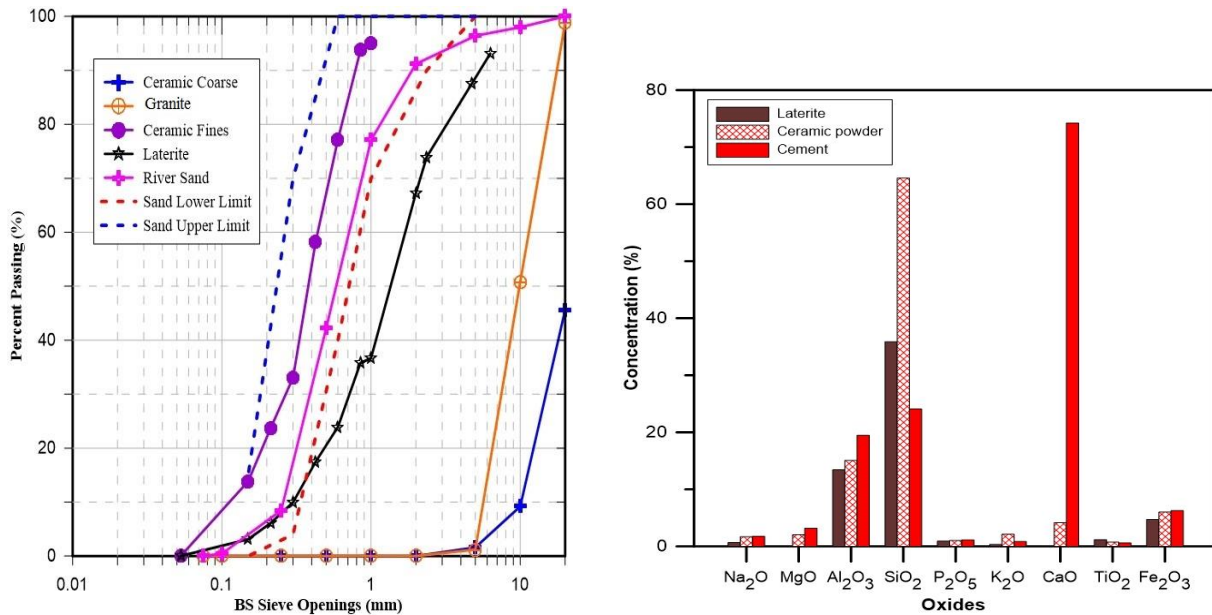 100
80
60
40
20
0
Percent Passing (%)
Ceramic Coarse
Granite
Ceramic Fines
Laterite
River Sand
Sand Lower Limit
Sand Upper Limit
0.01
0.1
1
10
BS Sieve Openings (mm)
80
60
40
20
0
Concentration (%)
Laterite
Ceramic powder
Cement
Na2O MgO Al2O3 SiO2 P2O5 K2O CaO TiO2 Fe2O3
Oxides